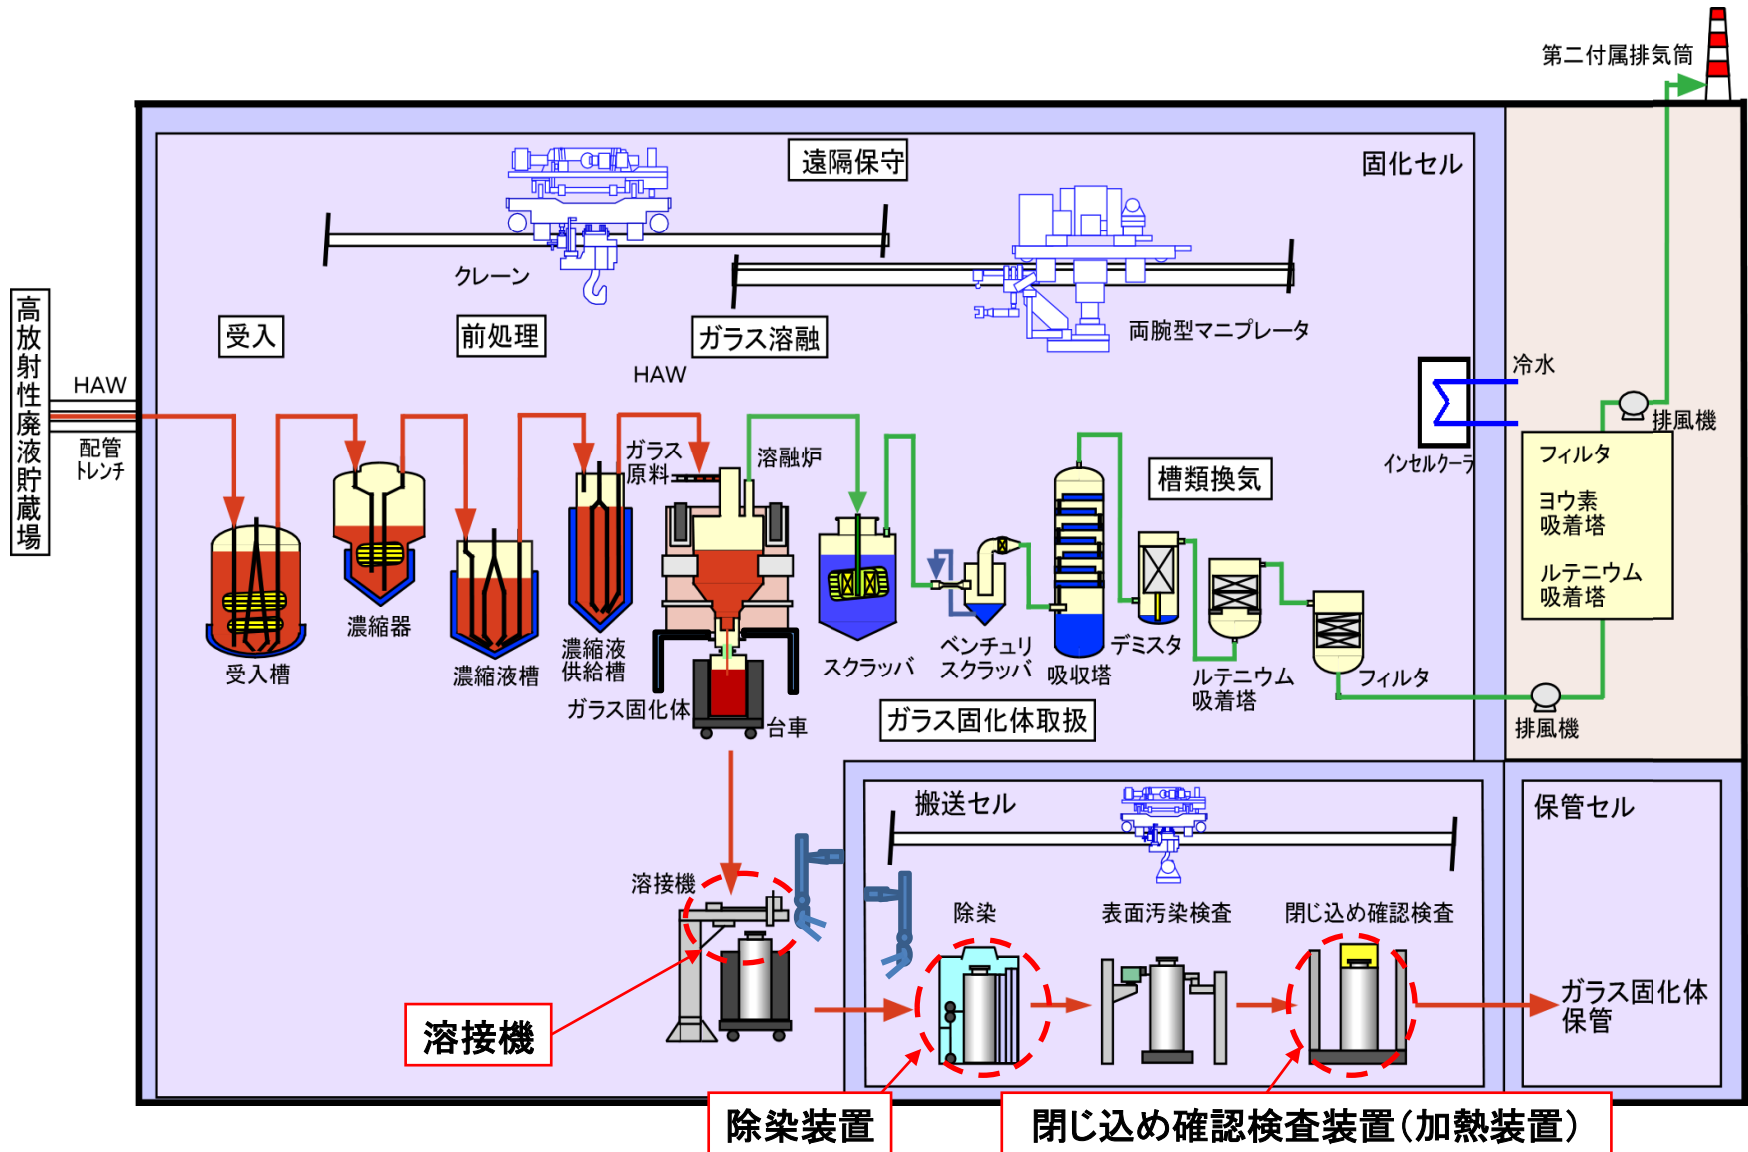 第二付属排気筒
遠隔保守
固化セル
クレーン
両腕型マニプレータ
高放射性廃液貯蔵場
受入
前処理
ガラス溶融
HAW
HAW
配管
トレンチ
冷水
インセルクーラ
排風機
ガラス
原料
溶融炉
槽類換気
フィルタ
ヨウ素
吸着塔
ルテニウム
吸着塔
受入槽
濃縮器
濃縮液槽
濃縮液
供給槽
ガラス固化体
台車
スクラッバ
ベンチュリ
スクラッバ
吸収塔
デミスタ
ルテニウム
吸着塔
フィルタ
排風機
ガラス固化体取扱
搬送セル
保管セル
溶接機
除染
表面汚染検査
閉じ込め確認検査
ガラス固化体
保管
溶接機
除染装置
閉じ込め確認検査装置（加熱装置）